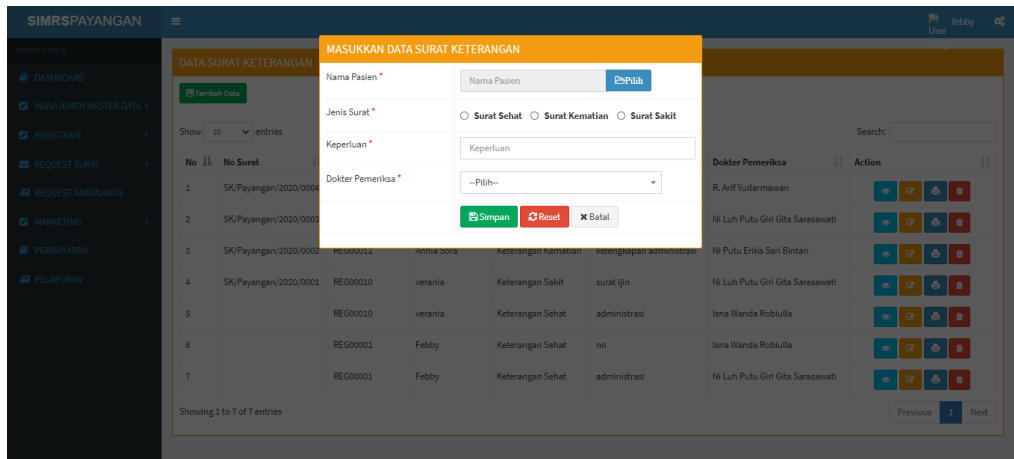 SIMRSPAYANGAN
User
febby
FRONT OFFICE
DASHBOARD
MANAJEMEN MASTER DATA
REGISTRASI
REQUEST SURAT
REQUEST AMBULANCE
MARKETING
PEMBAYARAN
PELAPORAN
DATA SURAT KETERANGAN
Tambah Data
Show 10 entries
Search:
MASUKKAN DATA SURAT KETERANGAN
Nama Pasien *
Nama Pasien
Pilih
Jenis Surat *
Surat Sehat Surat Kematian Surat Sakit
Keperluan *
Keperluan
Dokter Pemeriksa *
--Pilih--
Simpan Reset Batal
No No Surat Dokter Pemeriksa Action
1 SK/Payangan/2020/0004 R. Arif Yudarmawan
2 SK/Payangan/2020/0003 Ni Luh Putu Giri Gita Sarasawati
3 SK/Payangan/2020/0002 REG00012 Annia Sora Keterangan Kematian kelengkapan administrasi Ni Putu Erika Sari Bintari
4 SK/Payangan/2020/0001 REG00010 verania Keterangan Sakit surat ijin Ni Luh Putu Giri Gita Sarasawati
5 REG00010 verania Keterangan Sehat administrasi Isna Wanda Robiulla
6 REG00001 Febby Keterangan Sehat nn Isna Wanda Robiulla
7 REG00001 Febby Keterangan Sehat administrasi Ni Luh Putu Giri Gita Sarasawati
Showing 1 to 7 of 7 entries
Previous 1 Next